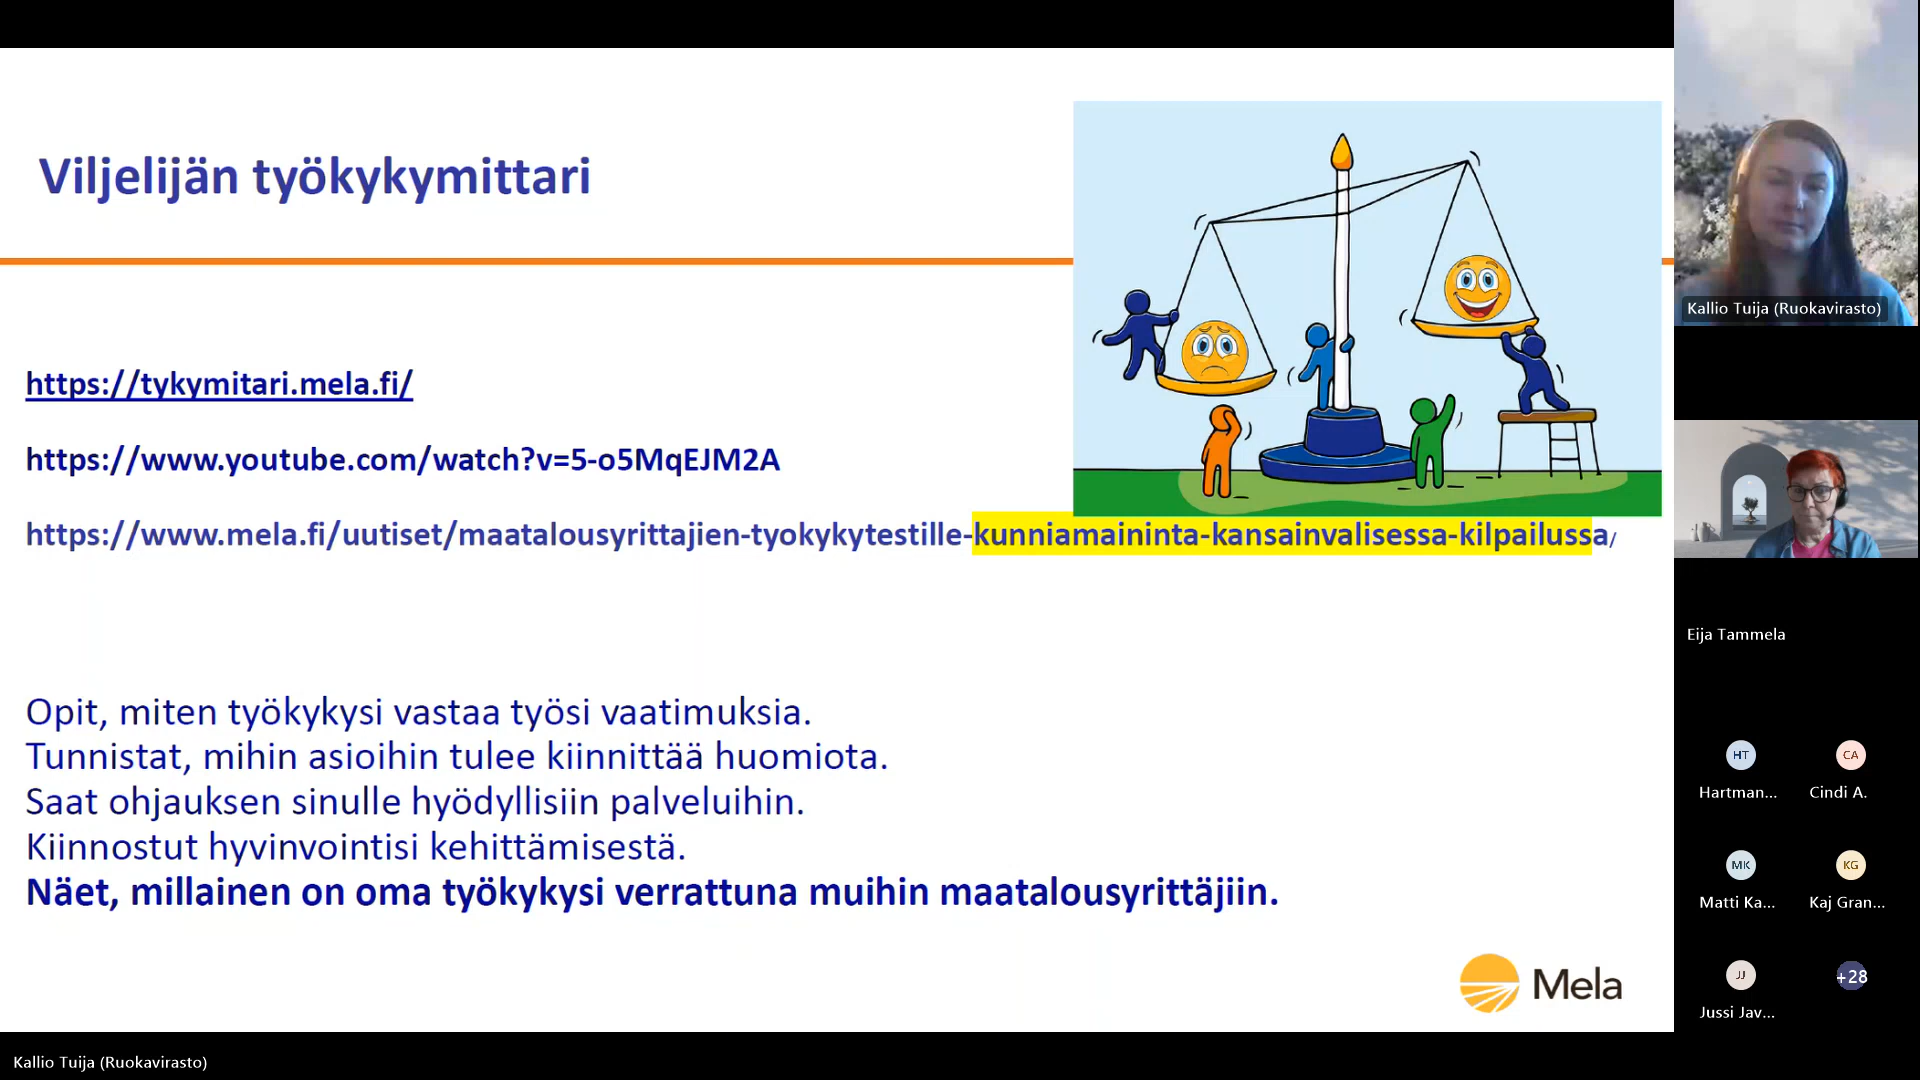 Viljelijän työkykymittari
https://tykymitari.mela.fi/
https://www.youtube.com/watch?v=5-o5MqEJM2A
https://www.mela.fi/uutiset/maatalousyrittajien-tyokykytestille-kunniamaininta-kansainvalisessa-kilpailussa/
Opit, miten työkykysi vastaa työsi vaatimuksia.
Tunnistat, mihin asioihin tulee kiinnittää huomiota.
Saat ohjauksen sinulle hyödyllisiin palveluihin.
Kiinnostut hyvinvointisi kehittämisestä.
Näet, millainen on oma työkykysi verrattuna muihin maatalousyrittäjiin.
Mela
Kallio Tuija (Ruokavirasto)
Eija Tammela
HT
CA
Hartman...
Cindi A.
MK
KG
Matti Ka...
Kaj Gran...
JJ
+28
Jussi Jav...
Kallio Tuija (Ruokavirasto)